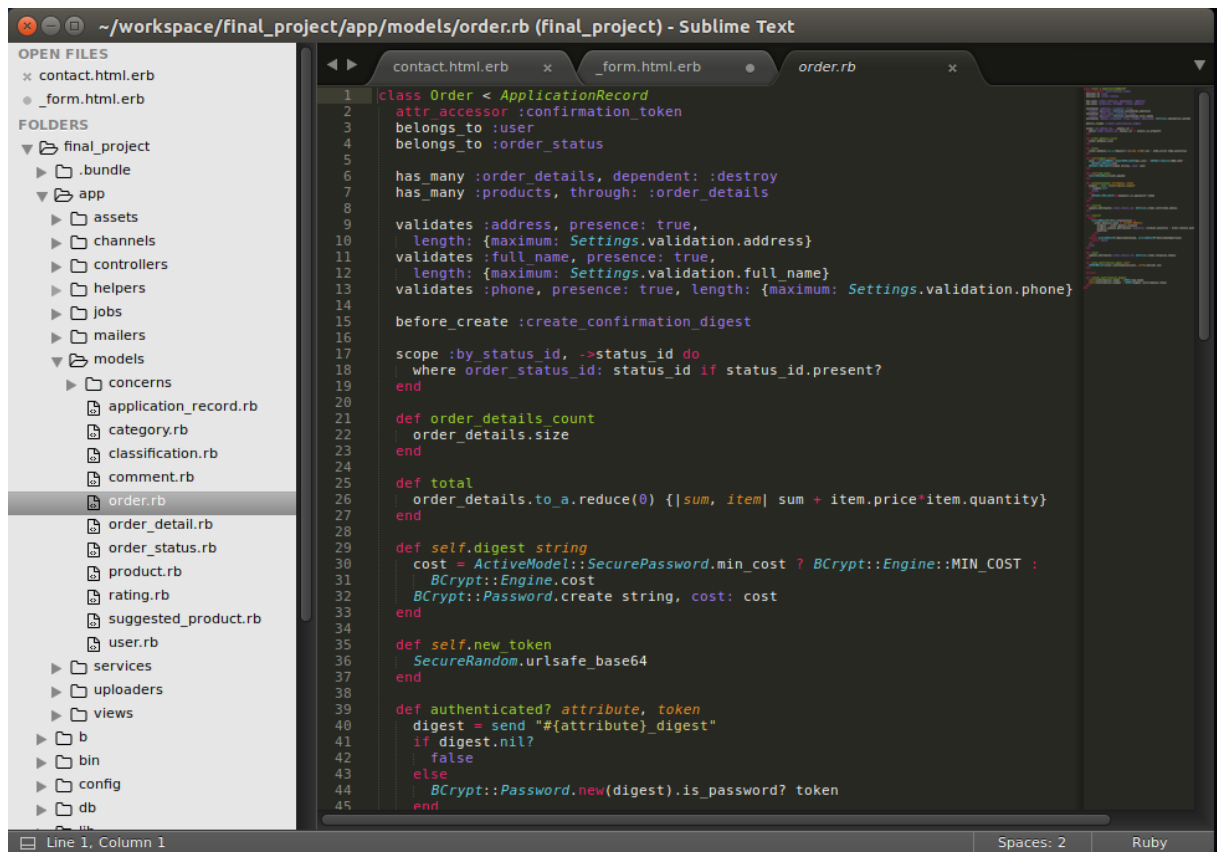 ~/workspace/final_project/app/models/order.rb (final_project) - Sublime Text
OPEN FILES
contact.html.erb
_form.html.erb
FOLDERS
final_project
.bundle
app
assets
channels
controllers
helpers
jobs
mailers
models
concerns
application_record.rb
category.rb
classification.rb
comment.rb
order.rb
order_detail.rb
order_status.rb
product.rb
rating.rb
suggested_product.rb
user.rb
services
uploaders
views
b
bin
config
db
contact.html.erb _form.html.erb order.rb
1 class Order < ApplicationRecord
2 attr_accessor :confirmation_token
3 belongs_to :user
4 belongs_to :order_status
5
6 has_many :order_details, dependent: :destroy
7 has_many :products, through: :order_details
8
9 validates :address, presence: true,
10 length: {maximum: Settings.validation.address}
11 validates :full_name, presence: true,
12 length: {maximum: Settings.validation.full_name}
13 validates :phone, presence: true, length: {maximum: Settings.validation.phone}
14
15 before_create :create_confirmation_digest
16
17 scope :by_status_id, ->status_id do
18 where order_status_id: status_id if status_id.present?
19 end
20
21 def order_details_count
22 order_details.size
23 end
24
25 def total
26 order_details.to_a.reduce(0) {|sum, item| sum + item.price*item.quantity}
27 end
28
29 def self.digest string
30 cost = ActiveModel::SecurePassword.min_cost ? BCrypt::Engine::MIN_COST :
31 BCrypt::Engine.cost
32 BCrypt::Password.create string, cost: cost
33 end
34
35 def self.new_token
36 SecureRandom.urlsafe_base64
37 end
38
39 def authenticated? attribute, token
40 digest = send "#{attribute}_digest"
41 if digest.nil?
42 false
43 else
44 BCrypt::Password.new(digest).is_password? token
45 end
Line 1, Column 1
Spaces: 2
Ruby